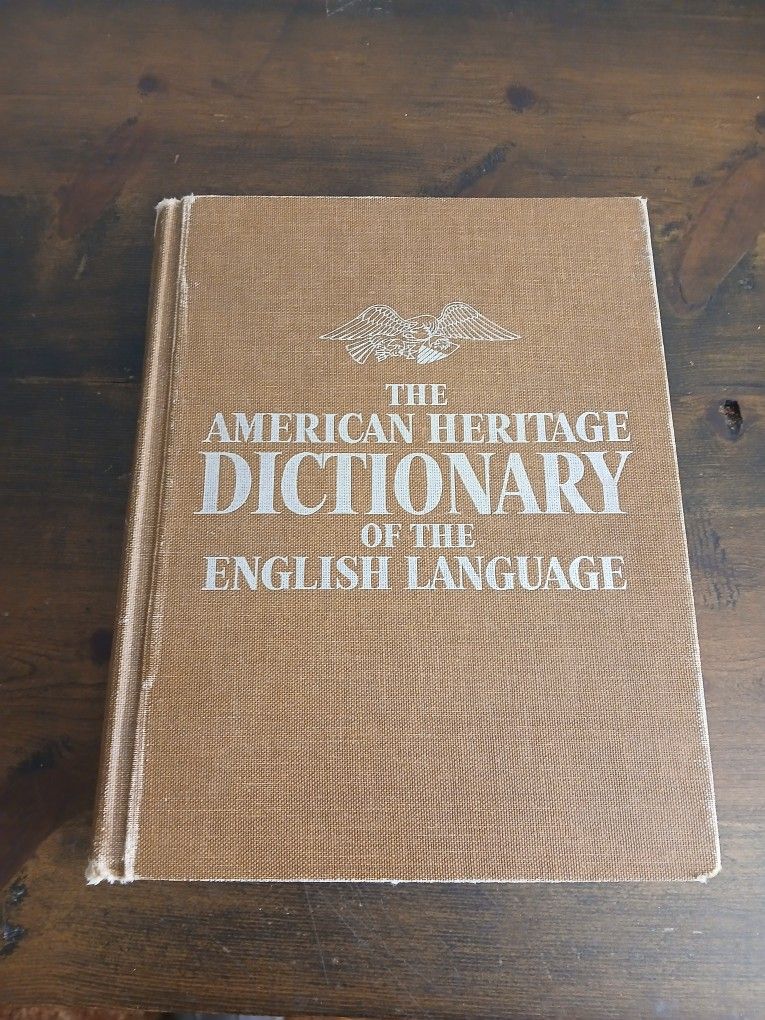 THE
AMERICAN HERITAGE
DICTIONARY
OF THE
ENGLISH LANGUAGE